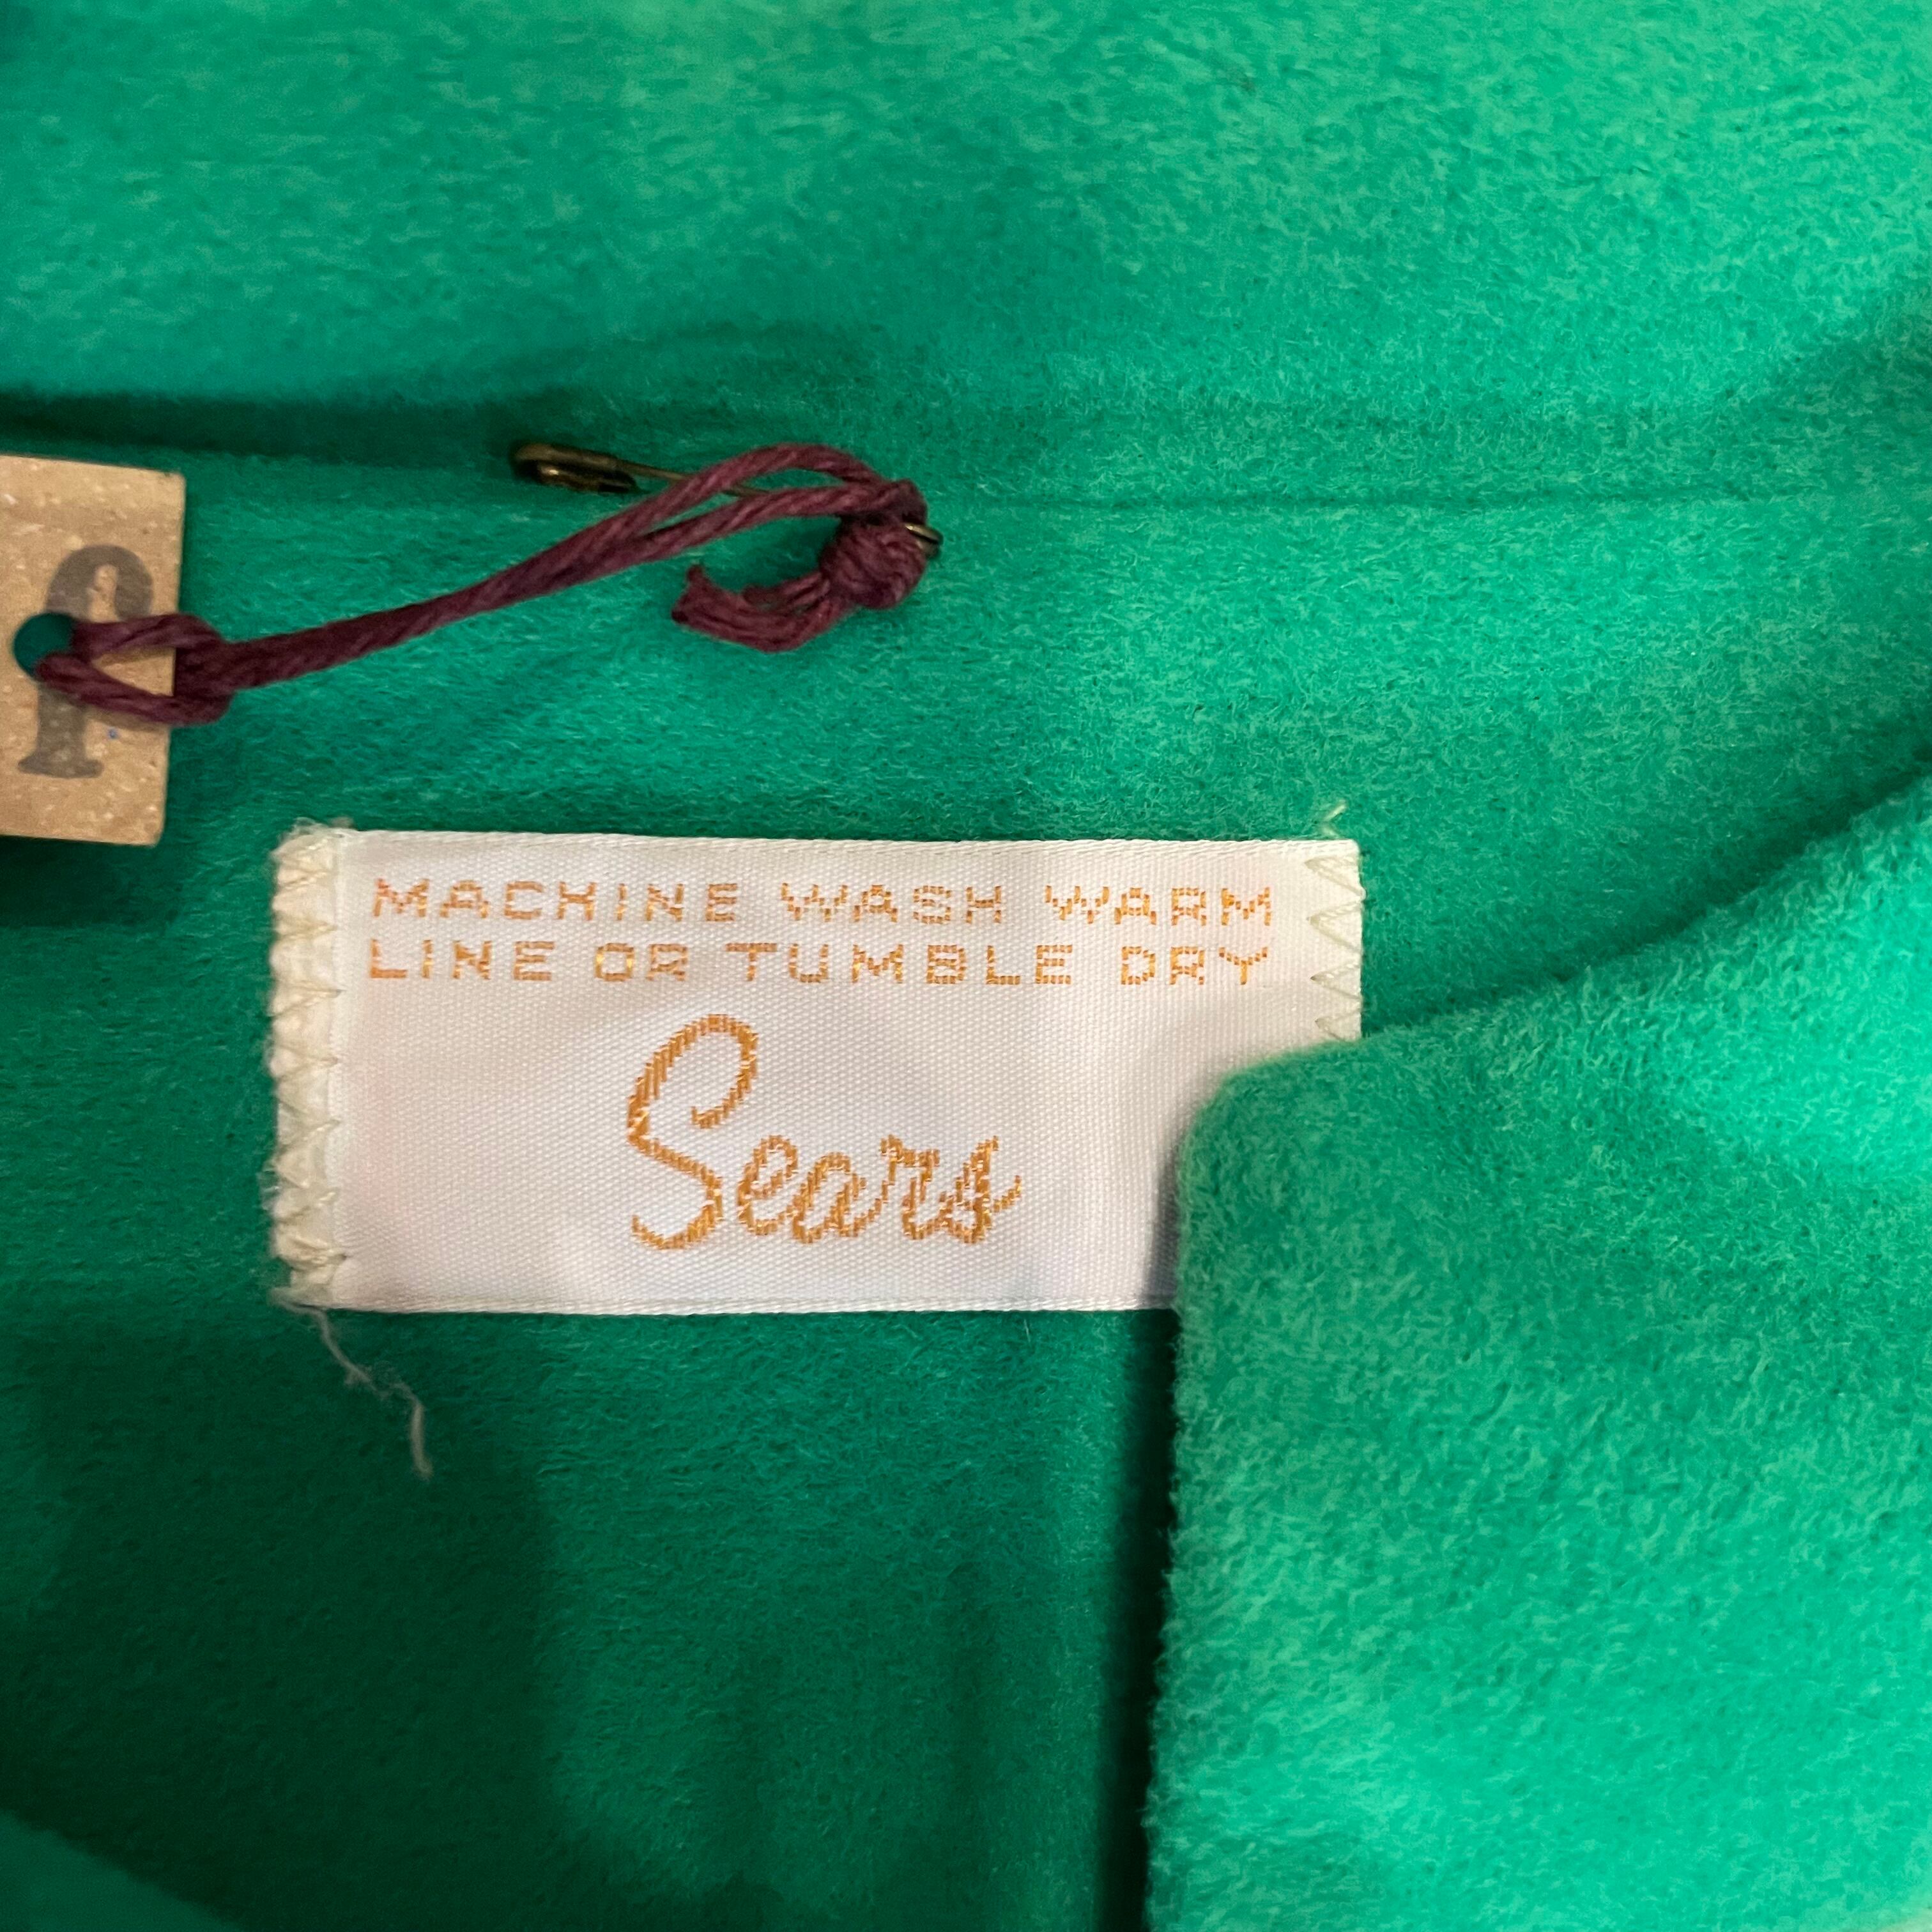 f
MACHINE WASH WARM
LINE OR TUMBLE DRY
Sears